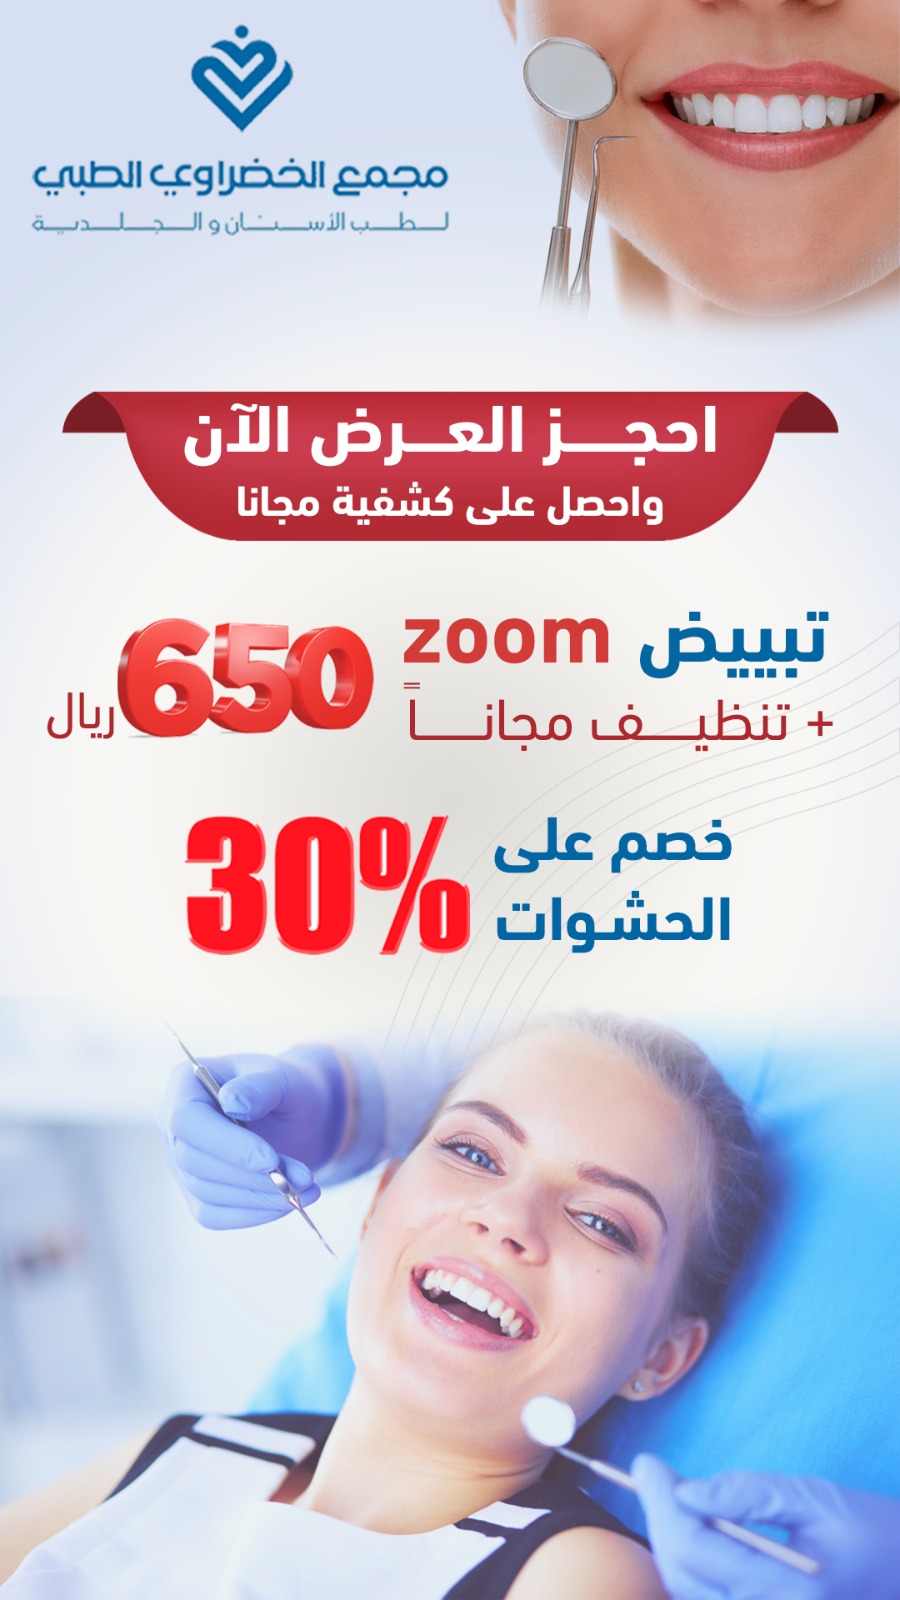 مجمع الخضراوي الطبي
لطب الأسنان و الجلدية
احجز العرض الآن
واحصل على كشفية مجانا
تبييض zoom
+ تنظيف مجاناً
650 ريال
خصم على
الحشوات
30%